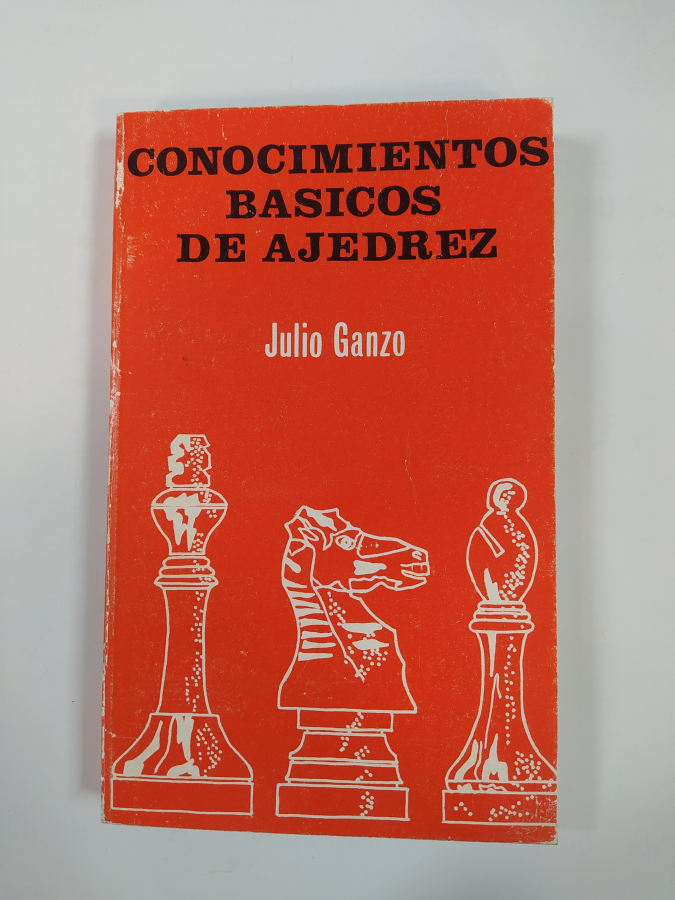 CONOCIMIENTOS
BASICOS
DE AJEDREZ
Julio Ganzo